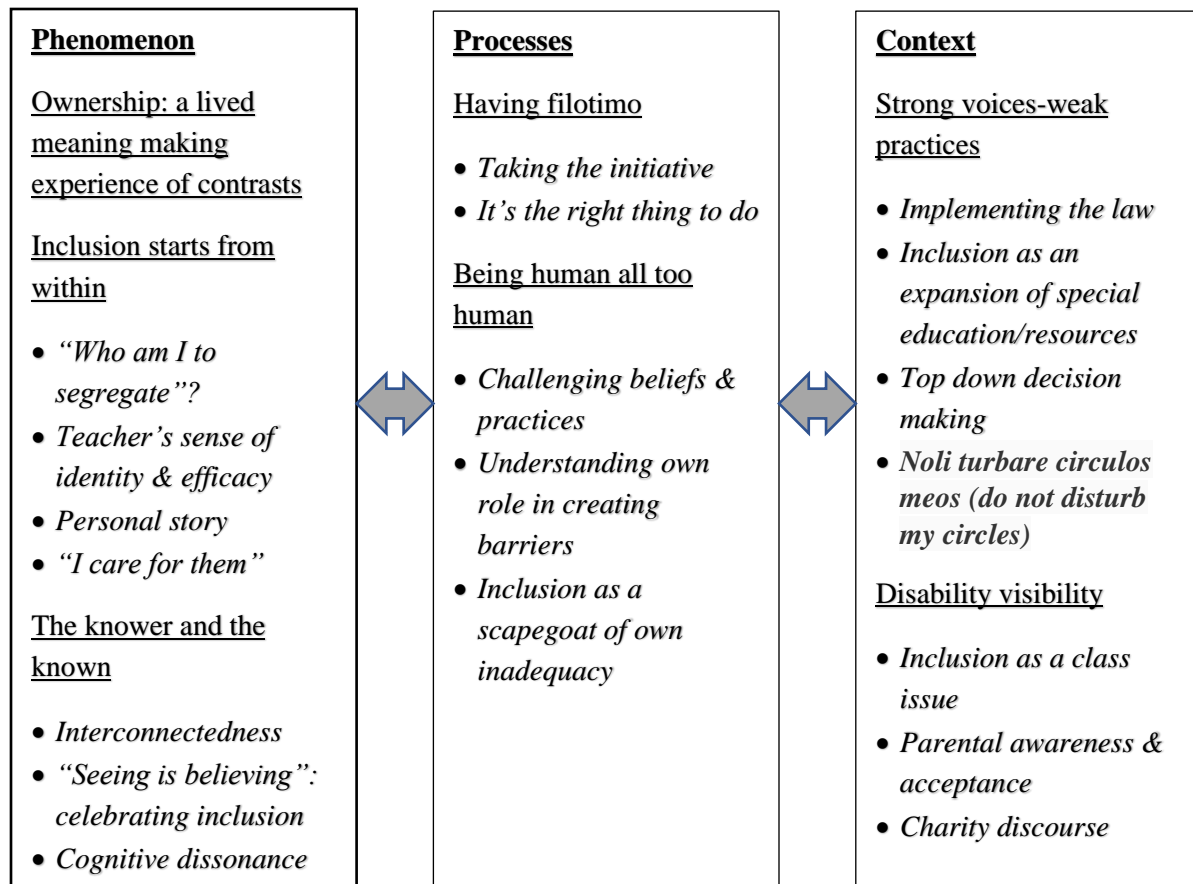 Phenomenon
Ownership: a lived
meaning making
experience of contrasts
Inclusion starts from
within
• “Who am I to
segregate”?
• Teacher’s sense of
identity & efficacy
• Personal story
• “I care for them”
The knower and the
known
• Interconnectedness
• “Seeing is believing”:
celebrating inclusion
• Cognitive dissonance
Processes
Having filotimo
• Taking the initiative
• It’s the right thing to do
Being human all too
human
• Challenging beliefs &
practices
• Understanding own
role in creating
barriers
• Inclusion as a
scapegoat of own
inadequacy
Context
Strong voices-weak
practices
• Implementing the law
• Inclusion as an
expansion of special
education/resources
• Top down decision
making
• Noli turbare circulos
meos (do not disturb
my circles)
Disability visibility
• Inclusion as a class
issue
• Parental awareness &
acceptance
• Charity discourse